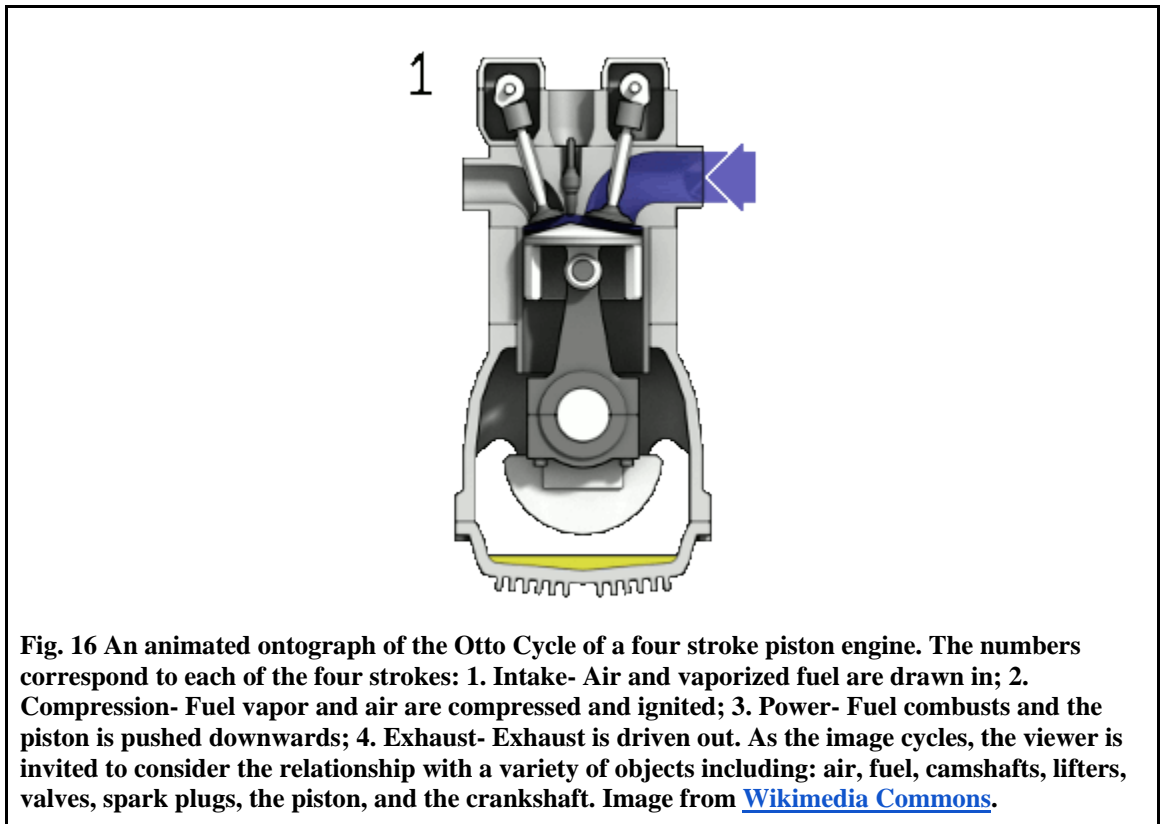 1
Fig. 16 An animated ontograph of the Otto Cycle of a four stroke piston engine. The numbers
correspond to each of the four strokes: 1. Intake- Air and vaporized fuel are drawn in; 2.
Compression- Fuel vapor and air are compressed and ignited; 3. Power- Fuel combusts and the
piston is pushed downwards; 4. Exhaust- Exhaust is driven out. As the image cycles, the viewer is
invited to consider the relationship with a variety of objects including: air, fuel, camshafts, lifters,
valves, spark plugs, the piston, and the crankshaft. Image from Wikimedia Commons.